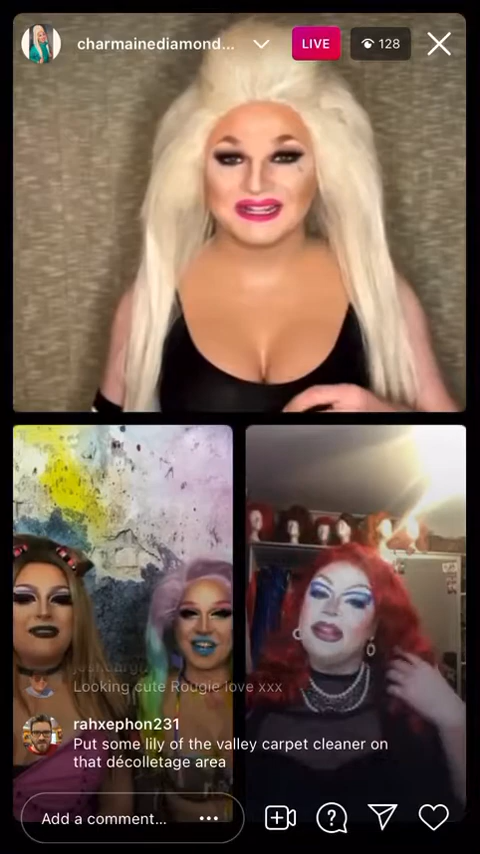 charmainediamond...
LIVE
128
Looking cute Rougie love xxx
rahxephon231
Put some lily of the valley carpet cleaner on
that décolletage area
Add a comment...